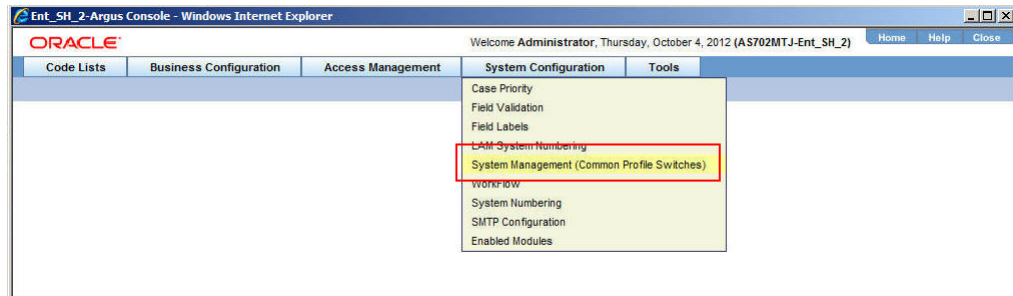 Ent_SH_2-Argus Console - Windows Internet Explorer
ORACLE
Welcome Administrator, Thursday, October 4, 2012 (AS702MTJ-Ent_SH_2) Home Help Close
Code Lists Business Configuration Access Management System Configuration Tools
Case Priority
Field Validation
Field Labels
LAM System Numbering
System Management (Common Profile Switches)
WorkFlow
System Numbering
SMTP Configuration
Enabled Modules